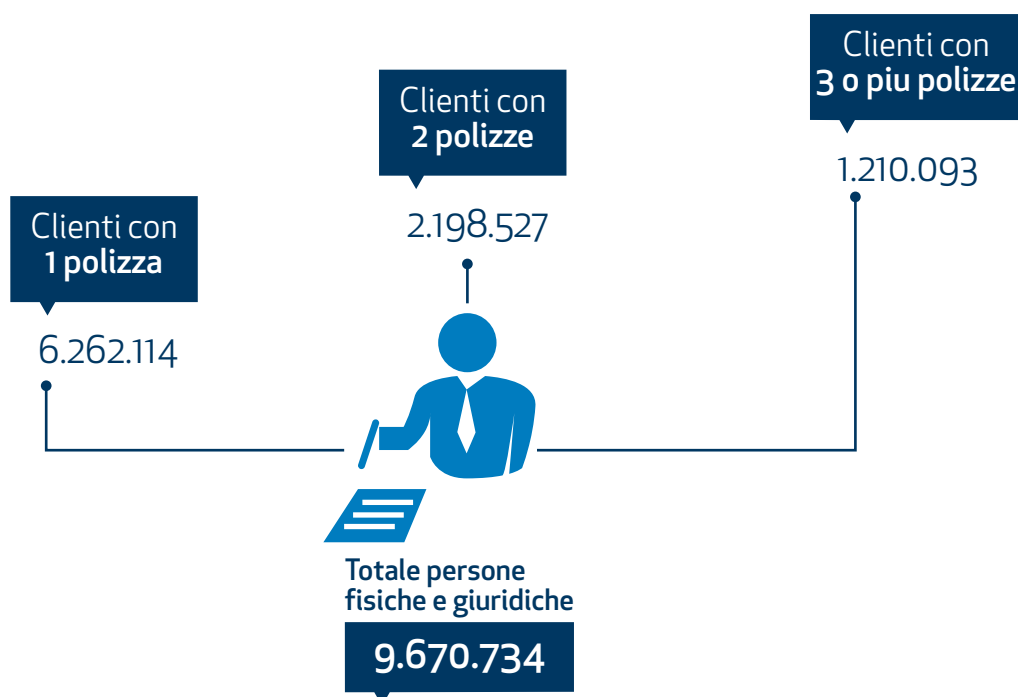 Clienti con
1 polizza
6.262.114
Clienti con
2 polizze
2.198.527
Clienti con
3 o piu polizze
1.210.093
Totale persone
fisiche e giuridiche
9.670.734